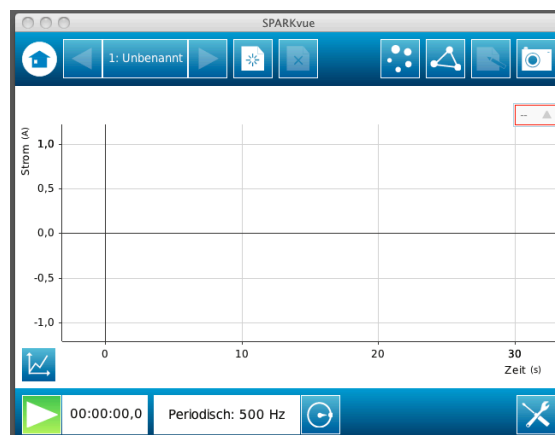 SPARKvue
1: Unbenannt
--
Strom (A)
1,0
0,5
0,0
-0,5
-1,0
0 10 20 30
Zeit (s)
00:00:00,0 Periodisch: 500 Hz